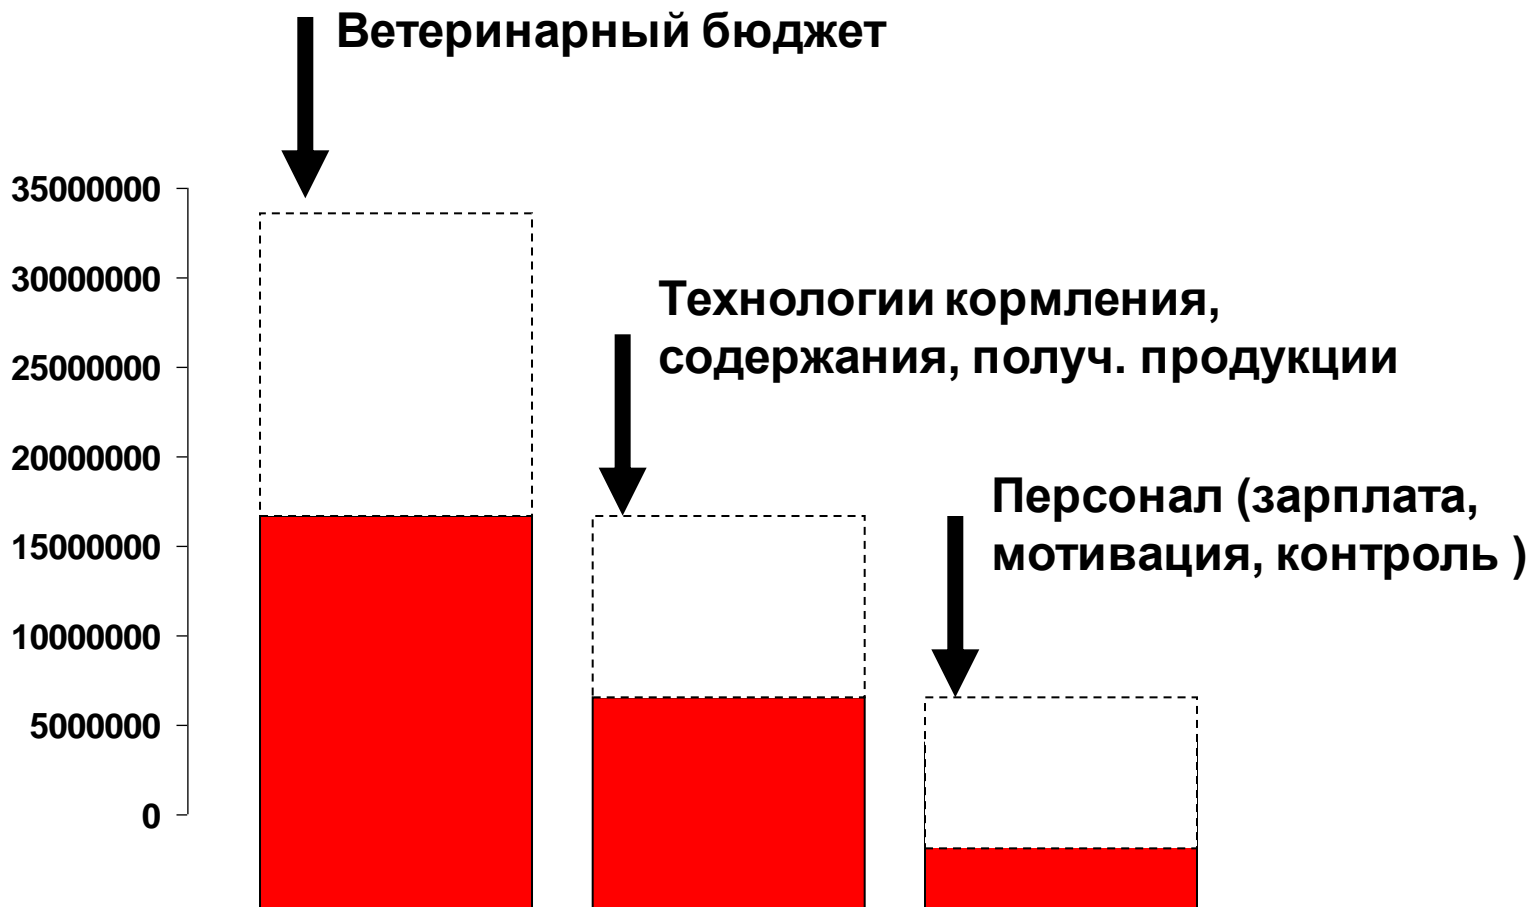 Ветеринарный бюджет
35000000
30000000
Технологии кормления,
содержания, получ. продукции
25000000
20000000
Персонал (зарплата,
мотивация, контроль )
15000000
10000000
5000000
0